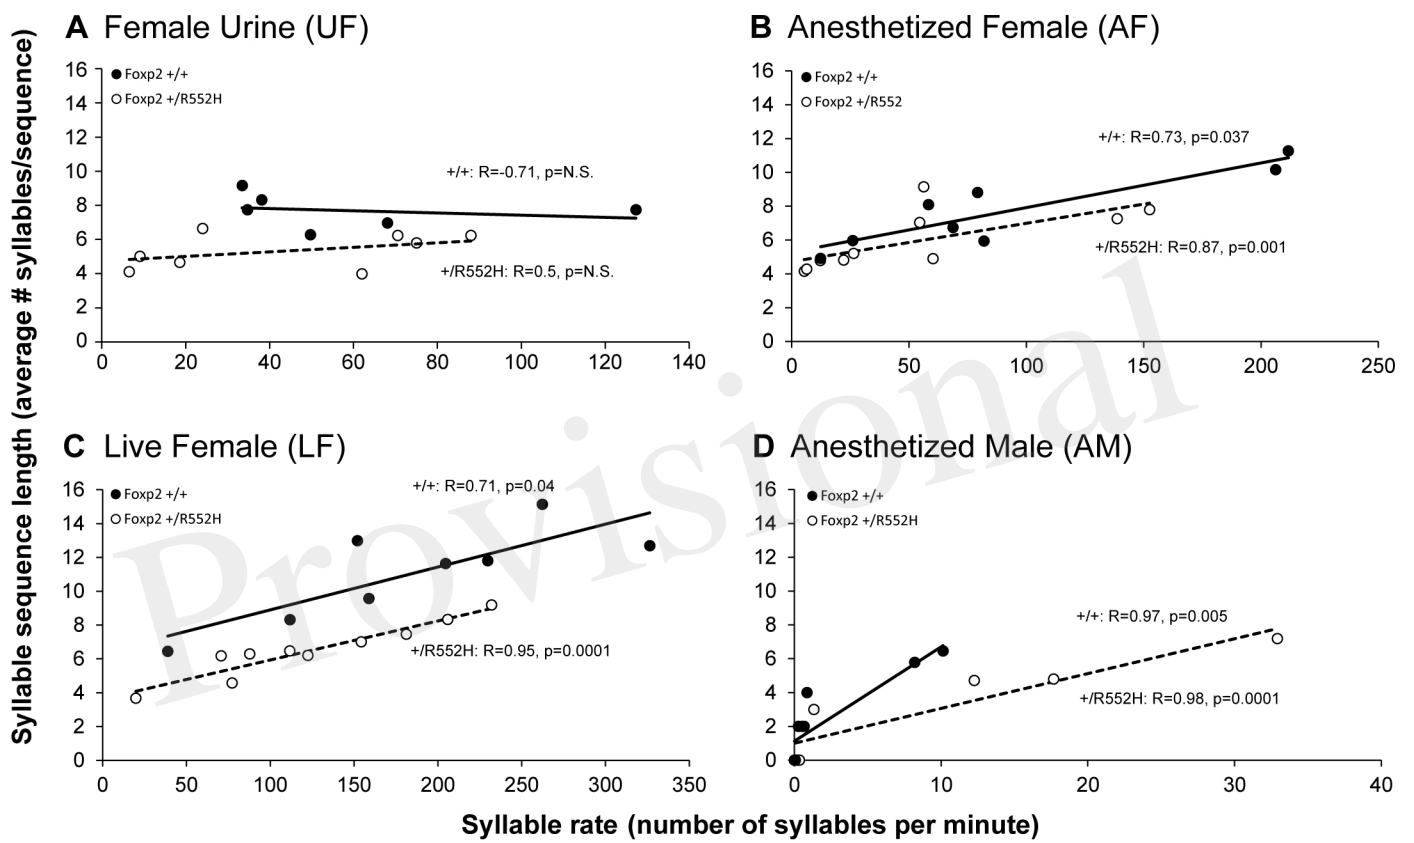 A Female Urine (UF)
Foxp2 +/+
Foxp2 +/R552H
16
14
12
10
8
6
4
2
0
+/+: R=-0.71, p=N.S.
+/R552H: R=0.5, p=N.S.
0 20 40 60 80 100 120 140
B Anesthetized Female (AF)
Foxp2 +/+
Foxp2 +/R552
16
14
12
10
8
6
4
2
0
+/+: R=0.73, p=0.037
+/R552H: R=0.87, p=0.001
0 50 100 150 200 250
C Live Female (LF)
Foxp2 +/+
Foxp2 +/R552H
16
14
12
10
8
6
4
2
0
+/+: R=0.71, p=0.04
+/R552H: R=0.95, p=0.0001
0 50 100 150 200 250 300 350
D Anesthetized Male (AM)
Foxp2 +/+
Foxp2 +/R552H
16
14
12
10
8
6
4
2
0
+/+: R=0.97, p=0.005
+/R552H: R=0.98, p=0.0001
0 10 20 30 40
Syllable sequence length (average # syllables/sequence)
Syllable rate (number of syllables per minute)
Provisional